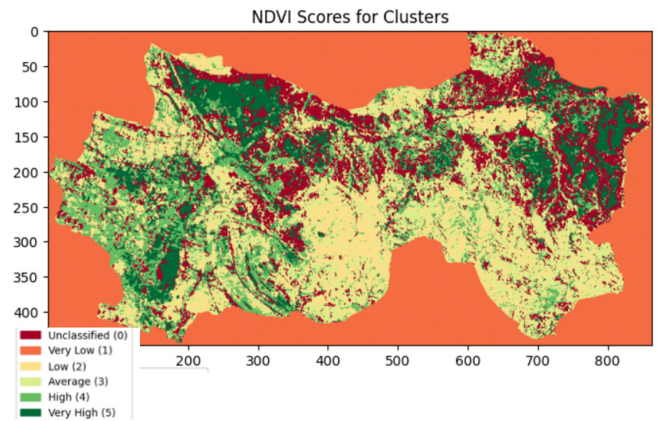 NDVI Scores for Clusters
0
50
100
150
200
250
300
350
400
200 300 400 500 600 700 800
Unclassified (0)
Very Low (1)
Low (2)
Average (3)
High (4)
Very High (5)